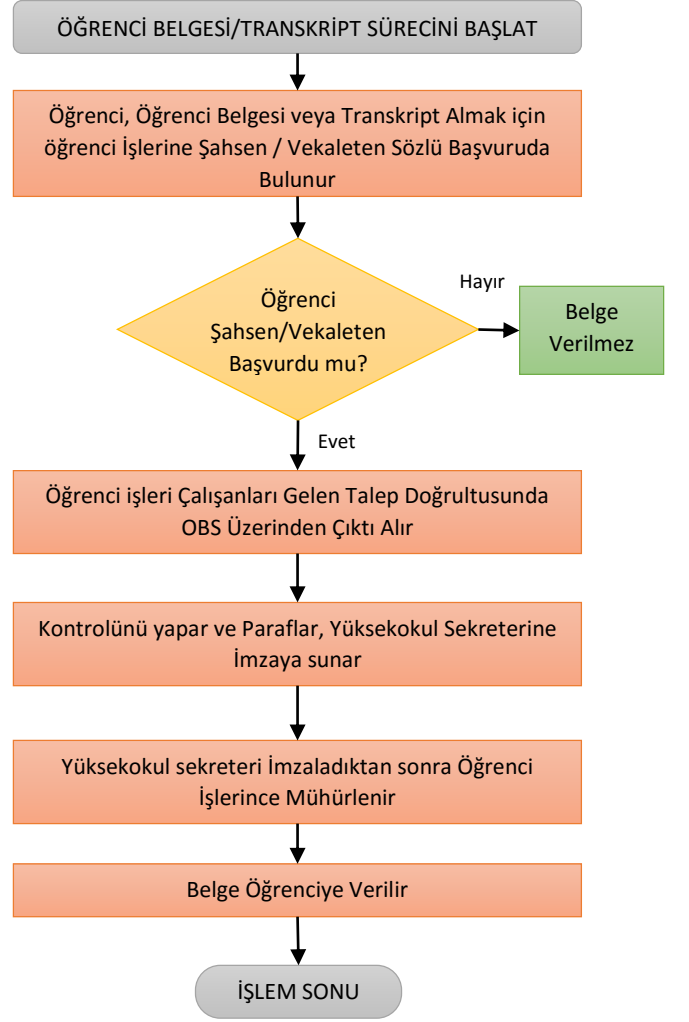 ÖĞRENCİ BELGESİ/TRANSKRİPT SÜRECİNİ BAŞLAT
Öğrenci, Öğrenci Belgesi veya Transkript Almak için
öğrenci İşlerine Şahsen / Vekaleten Sözlü Başvuruda
Bulunur
Öğrenci
Şahsen/Vekaleten
Başvurdu mu?
Hayır
Belge
Verilmez
Evet
Öğrenci işleri Çalışanları Gelen Talep Doğrultusunda
OBS Üzerinden Çıktı Alır
Kontrolünü yapar ve Paraflar, Yüksekokul Sekreterine
İmzaya sunar
Yüksekokul sekreteri İmzaladıktan sonra Öğrenci
İşlerince Mühürlenir
Belge Öğrenciye Verilir
İŞLEM SONU